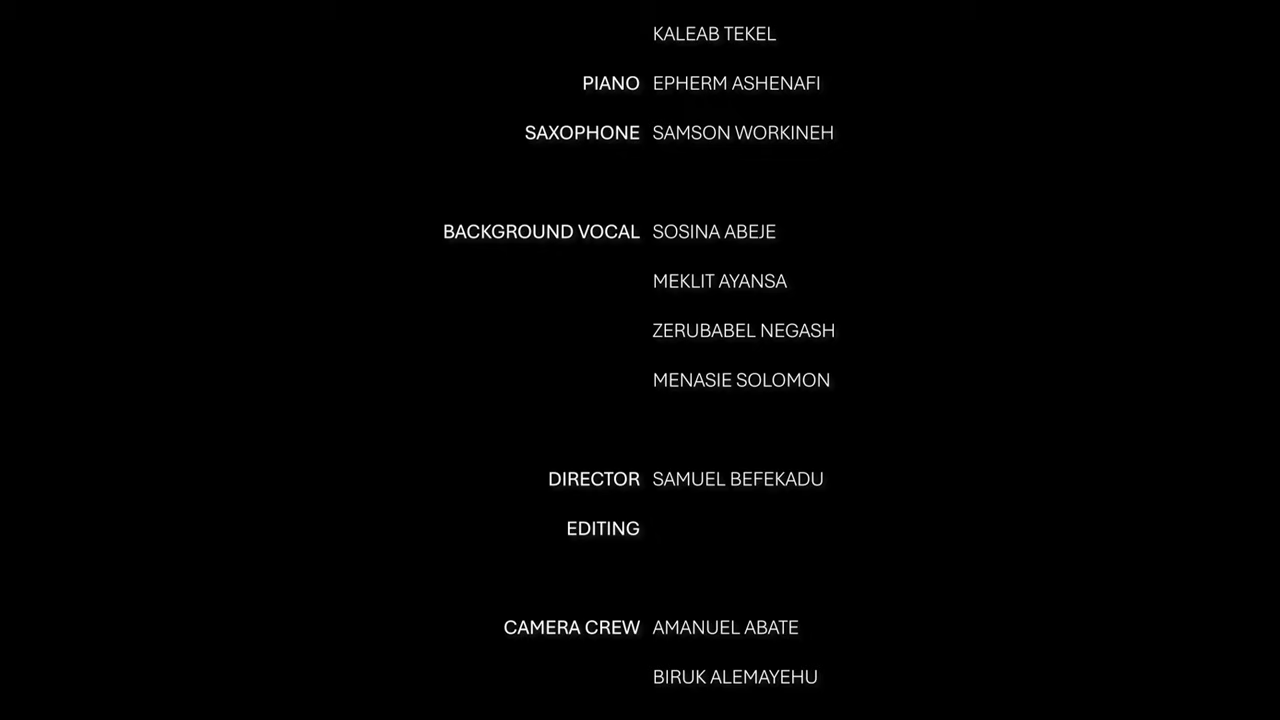 KALEAB TEKEL
PIANO EPHERM ASHENAFI
SAXOPHONE SAMSON WORKINEH
BACKGROUND VOCAL SOSINA ABEJE
MEKLIT AYANSA
ZERUBABEL NEGASH
MENASIE SOLOMON
DIRECTOR SAMUEL BEFEKADU
EDITING
CAMERA CREW AMANUEL ABATE
BIRUK ALEMAYEHU